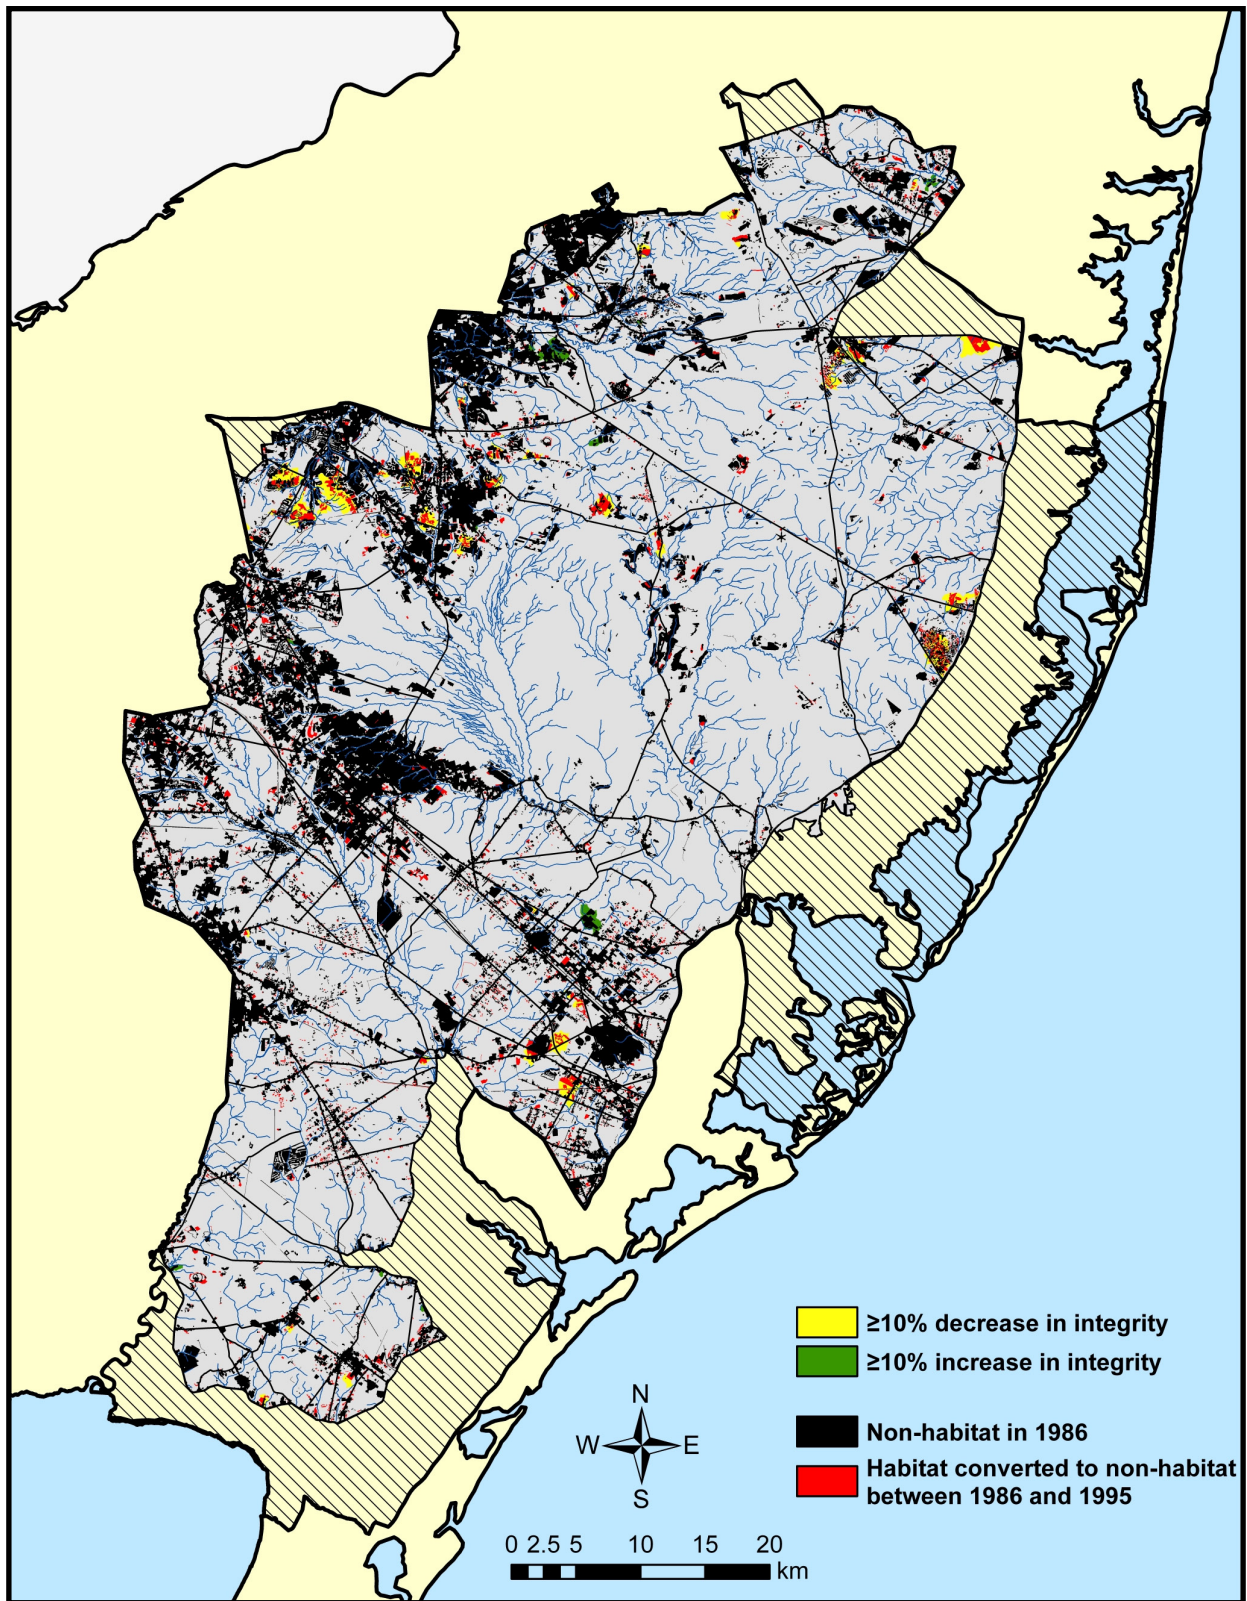 ≥10% decrease in integrity
≥10% increase in integrity
Non-habitat in 1986
Habitat converted to non-habitat
between 1986 and 1995
N
W E
S
0 2.5 5 10 15 20
km